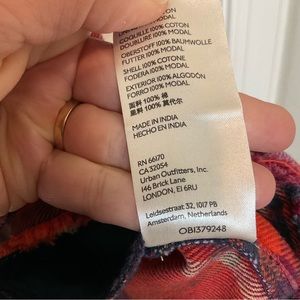 COQUILLE 100% COTON
DOUBLURE 100% MODAL
OBERSTOFF 100% BAUMWOLLE
FUTTER 100% MODAL
SHELL 100% COTONE
FODERA 100% MODAL
EXTERIOR 100% ALGODÓN
FORRO 100% MODAL
面料 100% 棉
里料 100% 莫代尔
MADE IN INDIA
HECHO EN INDIA
RN 66170
CA 32054
Urban Outfitters, Inc.
146 Brick Lane
LONDON, E1 6RU
Leidsestraat 32, 1017 PB
Amsterdam, Netherlands
OBI379248